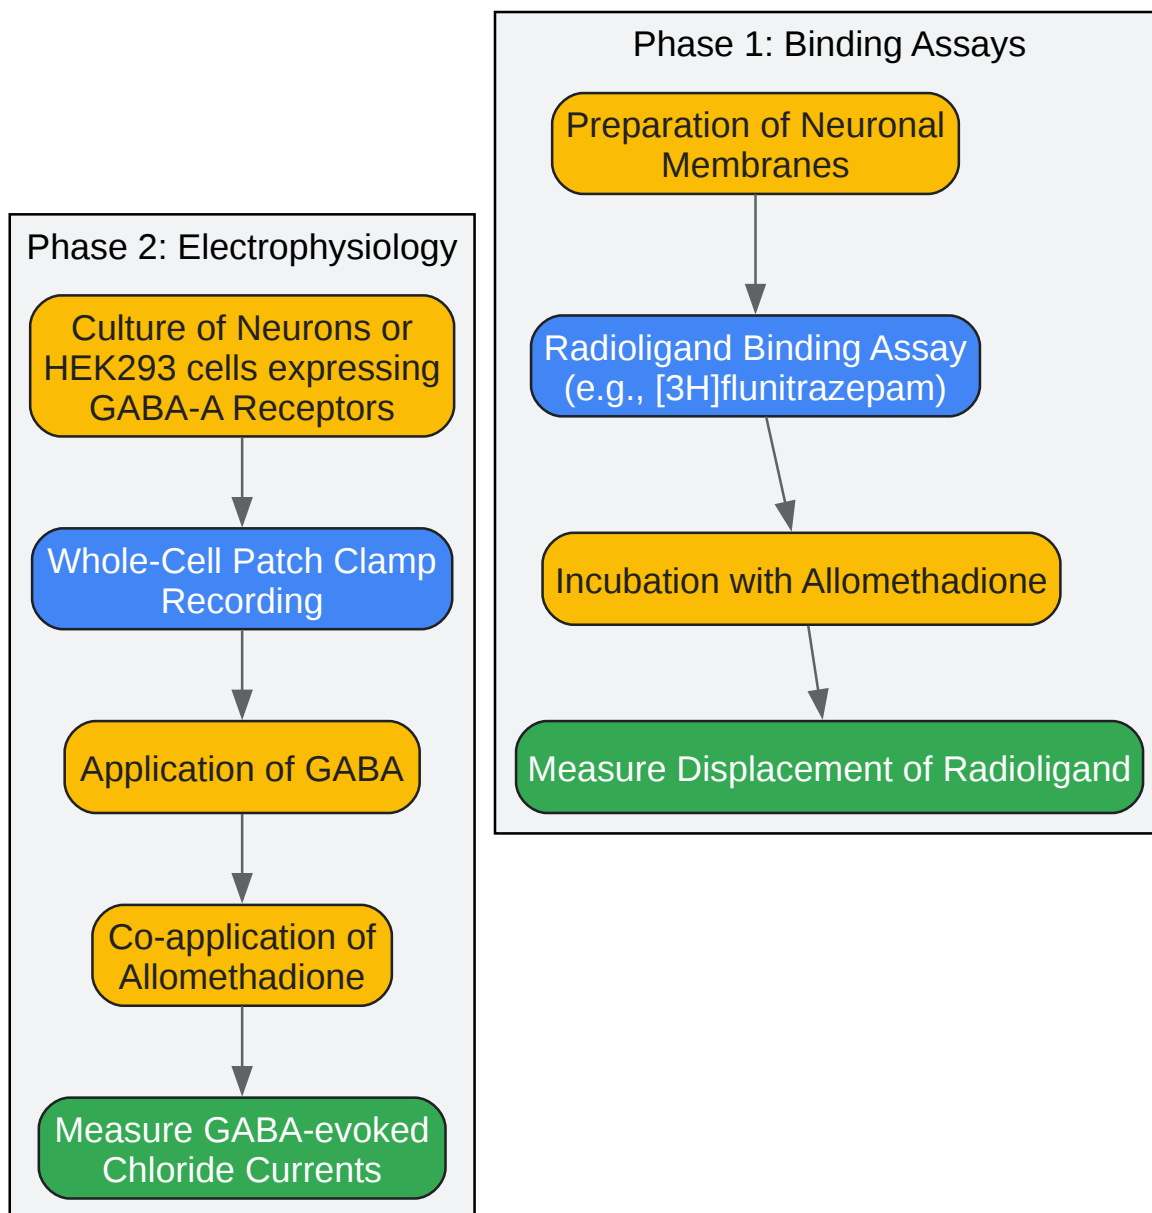 Phase 1: Binding Assays
Preparation of Neuronal
Membranes
Radioligand Binding Assay
(e.g., [3H]flunitrazepam)
Incubation with Allomethadione
Measure Displacement of Radioligand
Phase 2: Electrophysiology
Culture of Neurons or
HEK293 cells expressing
GABA-A Receptors
Whole-Cell Patch Clamp
Recording
Application of GABA
Co-application of
Allomethadione
Measure GABA-evoked
Chloride Currents